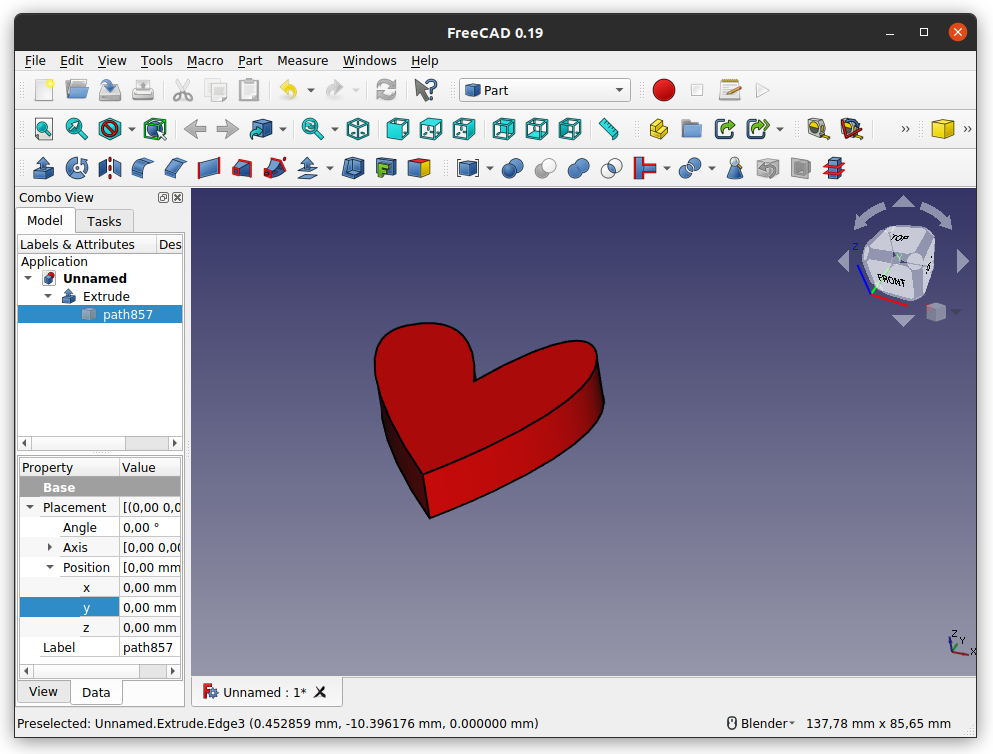 FreeCAD 0.19
File Edit View Tools Macro Part Measure Windows Help
Part
Combo View
Model Tasks
Labels & Attributes Des
Application
Unnamed
Extrude
path857
Property Value
Base
Placement [(0,00 0,0
Angle 0,00 °
Axis [0,00 0,00
Position [0,00 mm
x 0,00 mm
y 0,00 mm
z 0,00 mm
Label path857
View Data
TOP
FRONT
Z
Z
Y
X
Unnamed : 1*
Preselected: Unnamed.Extrude.Edge3 (0.452859 mm, -10.396176 mm, 0.000000 mm)
Blender 137,78 mm x 85,65 mm